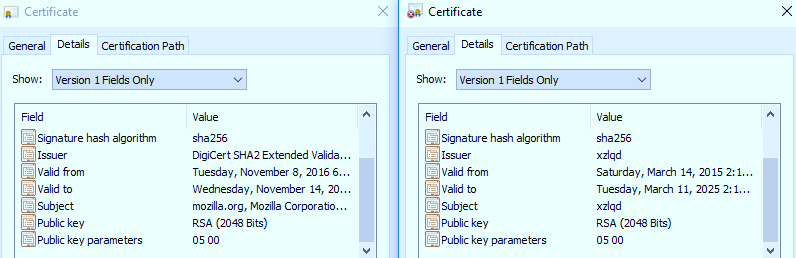 Certificate
General Details Certification Path
Show: Version 1 Fields Only
Field Value
Signature hash algorithm sha256
Issuer DigiCert SHA2 Extended Valida...
Valid from Tuesday, November 8, 2016 6...
Valid to Wednesday, November 14, 20...
Subject mozilla.org, Mozilla Corporatio...
Public key RSA (2048 Bits)
Public key parameters 05 00
Certificate
General Details Certification Path
Show: Version 1 Fields Only
Field Value
Signature hash algorithm sha256
Issuer xzlqd
Valid from Saturday, March 14, 2015 2:1...
Valid to Tuesday, March 11, 2025 2:1...
Subject xzlqd
Public key RSA (2048 Bits)
Public key parameters 05 00